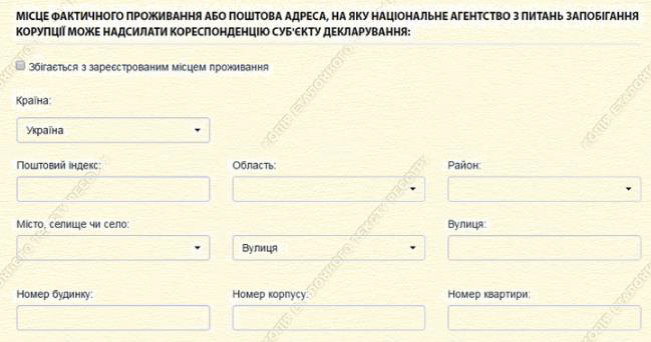 МІСЦЕ ФАКТИЧНОГО ПРОЖИВАННЯ АБО ПОШТОВА АДРЕСА, НА ЯКУ НАЦІОНАЛЬНЕ АГЕНТСТВО З ПИТАНЬ ЗАПОБІГАННЯ
КОРУПЦІЇ МОЖЕ НАДСИЛАТИ КОРЕСПОНДЕНЦІЮ СУБ'ЄКТУ ДЕКЛАРУВАННЯ:
Збігається з зареєстрованим місцем проживання
Країна:
Україна
Поштовий індекс: Область: Район:
Місто, селище чи село: Вулиця:
Вулиця
Номер будинку: Номер корпусу: Номер квартири: